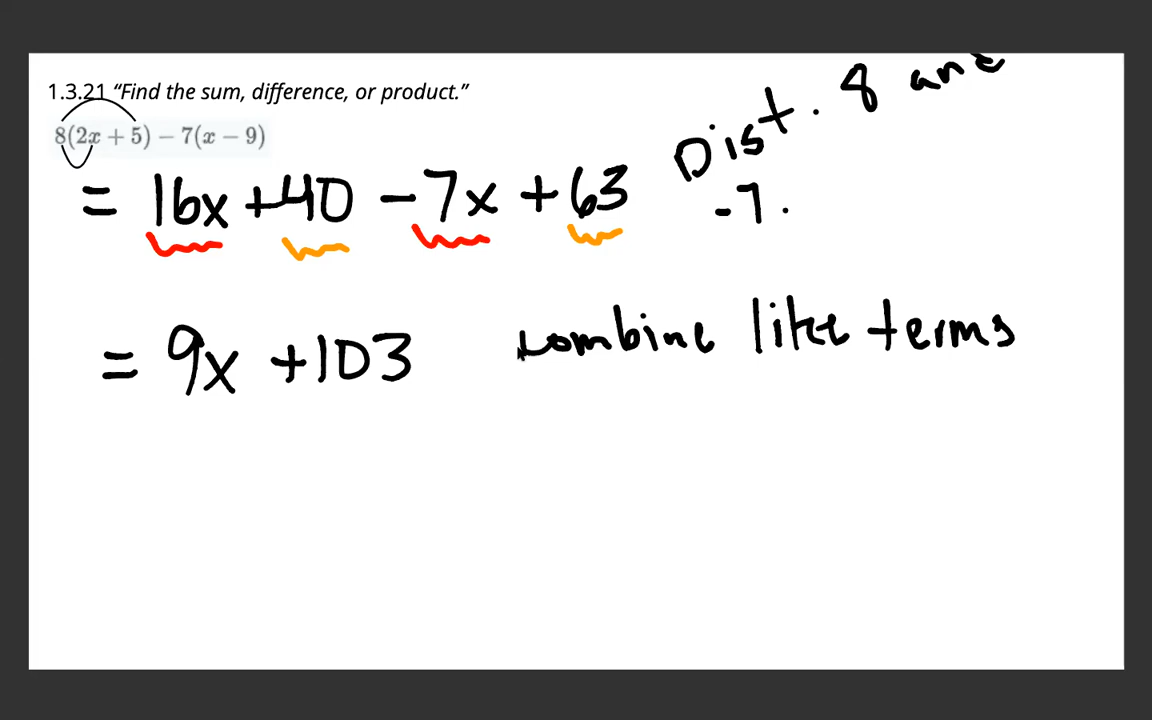 1.3.21 “Find the sum, difference, or product.”
8(2x + 5) − 7(x − 9)
Dist. 8 and
-7.
= 16x +40 -7x +63
= 9x +103 combine like terms